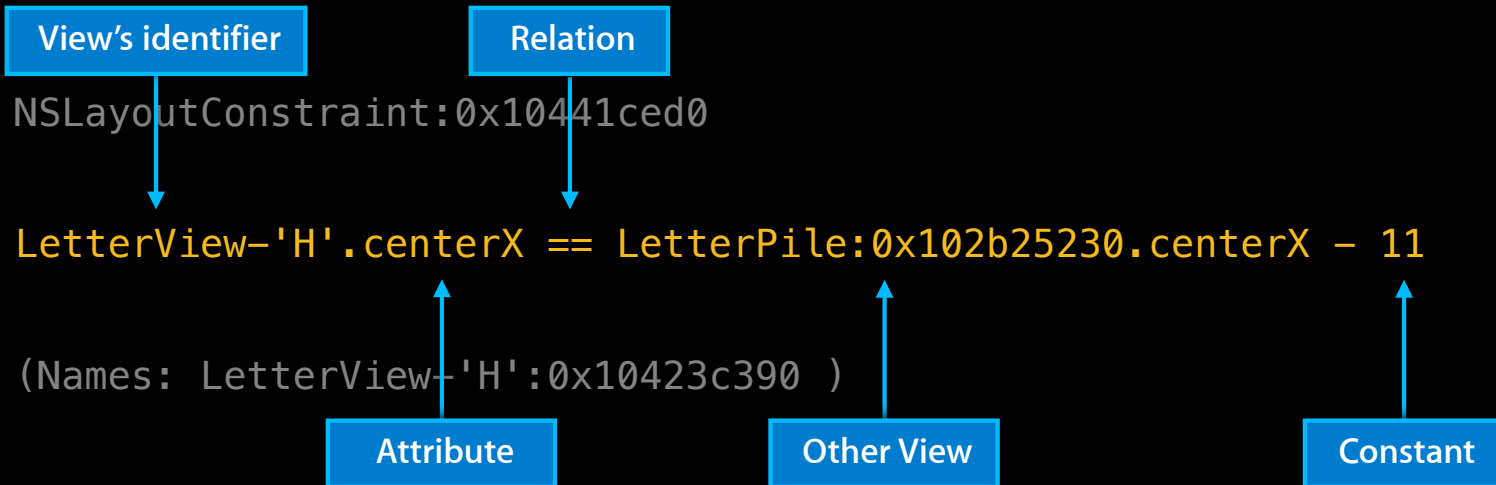 View’s identifier
Relation
NSLayoutConstraint:0x10441ced0
LetterView-'H'.centerX == LetterPile:0x102b25230.centerX - 11
(Names: LetterView-'H':0x10423c390 )
Attribute
Other View
Constant